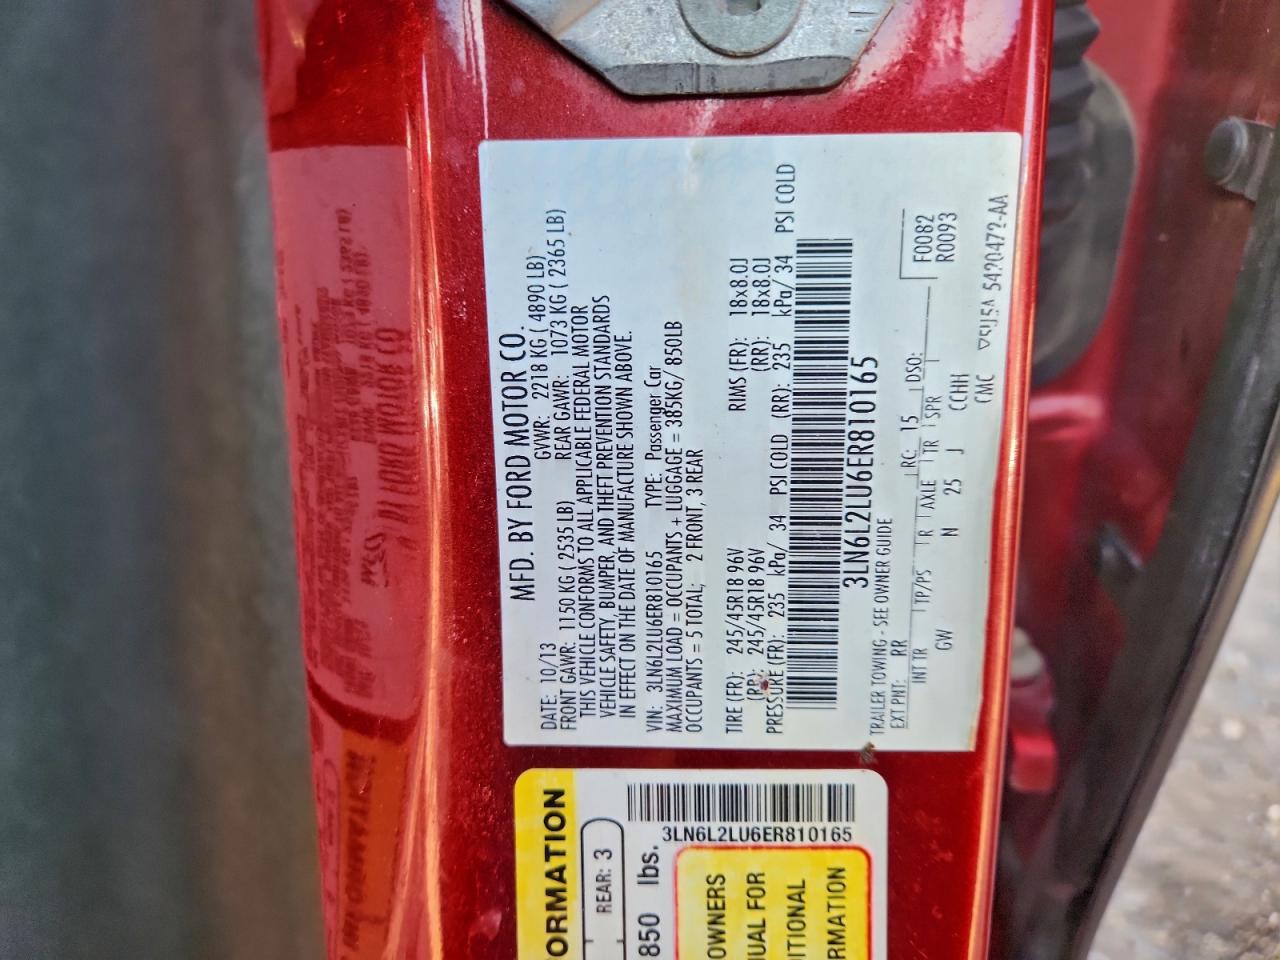 MFD. BY FORD MOTOR CO.
DATE: 10/13 GVWR: 2218 KG ( 4890 LB)
FRONT GAWR: 1150 KG ( 2535 LB) REAR GAWR: 1073 KG ( 2365 LB)
THIS VEHICLE CONFORMS TO ALL APPLICABLE FEDERAL MOTOR
VEHICLE SAFETY, BUMPER, AND THEFT PREVENTION STANDARDS
IN EFFECT ON THE DATE OF MANUFACTURE SHOWN ABOVE.
VIN: 3LN6L2LU6ER810165 TYPE: Passenger Car
MAXIMUM LOAD = OCCUPANTS + LUGGAGE = 385KG/ 850LB
OCCUPANTS = 5 TOTAL; 2 FRONT, 3 REAR
TIRE (FR): 245/45R18 96V RIMS (FR): 18x8.0J
(RR): 245/45R18 96V (RR): 18x8.0J
PRESSURE (FR): 235 kPa/ 34 PSI COLD (RR): 235 kPa/ 34 PSI COLD
3LN6L2LU6ER810165
TRAILER TOWING - SEE OWNER GUIDE
EXT PNT: RR RC: 15 DSO: F0082
INT TR TP/PS R AXLE TR SPR R0093
GW N 25 J CCHH
CMC 5420472-AA
ORMATION
REAR: 3
850 lbs.
3LN6L2LU6ER810165
OWNERS
UAL FOR
ITIONAL
RMATION